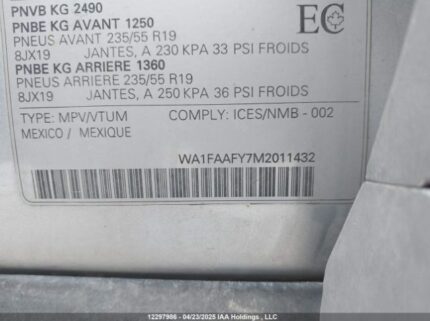 PNVB KG 2490
PNBE KG AVANT 1250
PNEUS AVANT 235/55 R19
8JX19 JANTES, A 230 KPA 33 PSI FROIDS
PNBE KG ARRIERE 1360
PNEUS ARRIERE 235/55 R19
8JX19 JANTES, A 250 KPA 36 PSI FROIDS
EC
TYPE: MPV/VTUM COMPLY: ICES/NMB - 002
MEXICO / MEXIQUE
WA1FAAFY7M2011432
12297986 - 04/23/2025 IAA Holdings , LLC